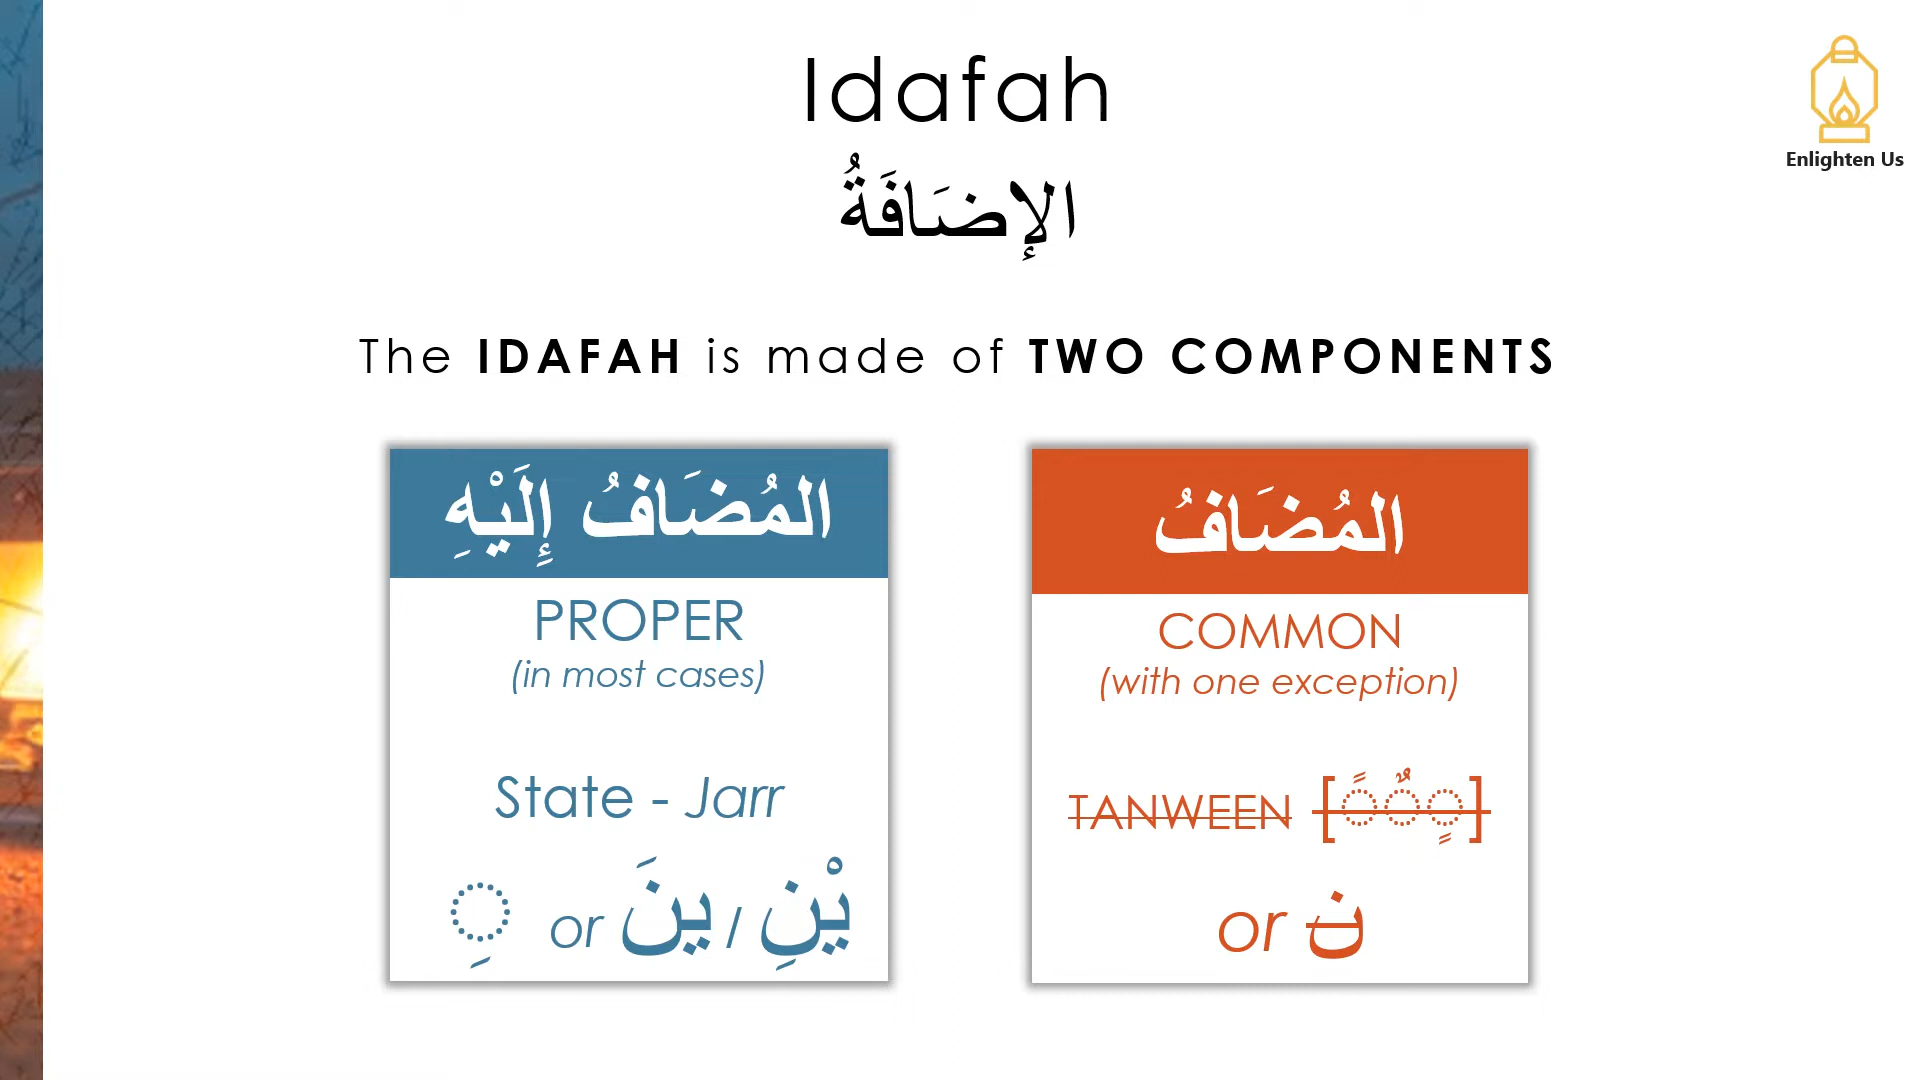 Idafah
الإضَافَةُ
Enlighten Us
The IDAFAH is made of TWO COMPONENTS
المُضَافُ إِلَيْهِ
PROPER
(in most cases)
State - Jarr
ِ or ينَ / يْنِ
المُضَافُ
COMMON
(with one exception)
TANWEEN [ًٌٍ]
or ن